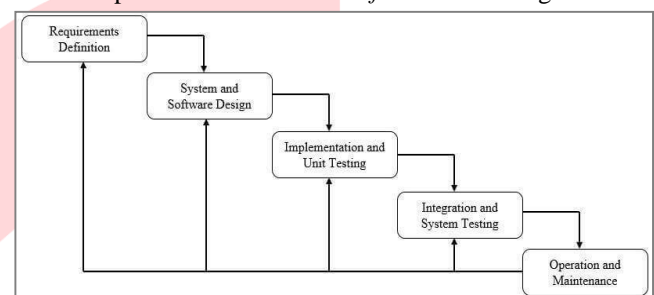 Requirements
Definition
System and
Software Design
Implementation and
Unit Testing
Integration and
System Testing
Operation and
Maintenance